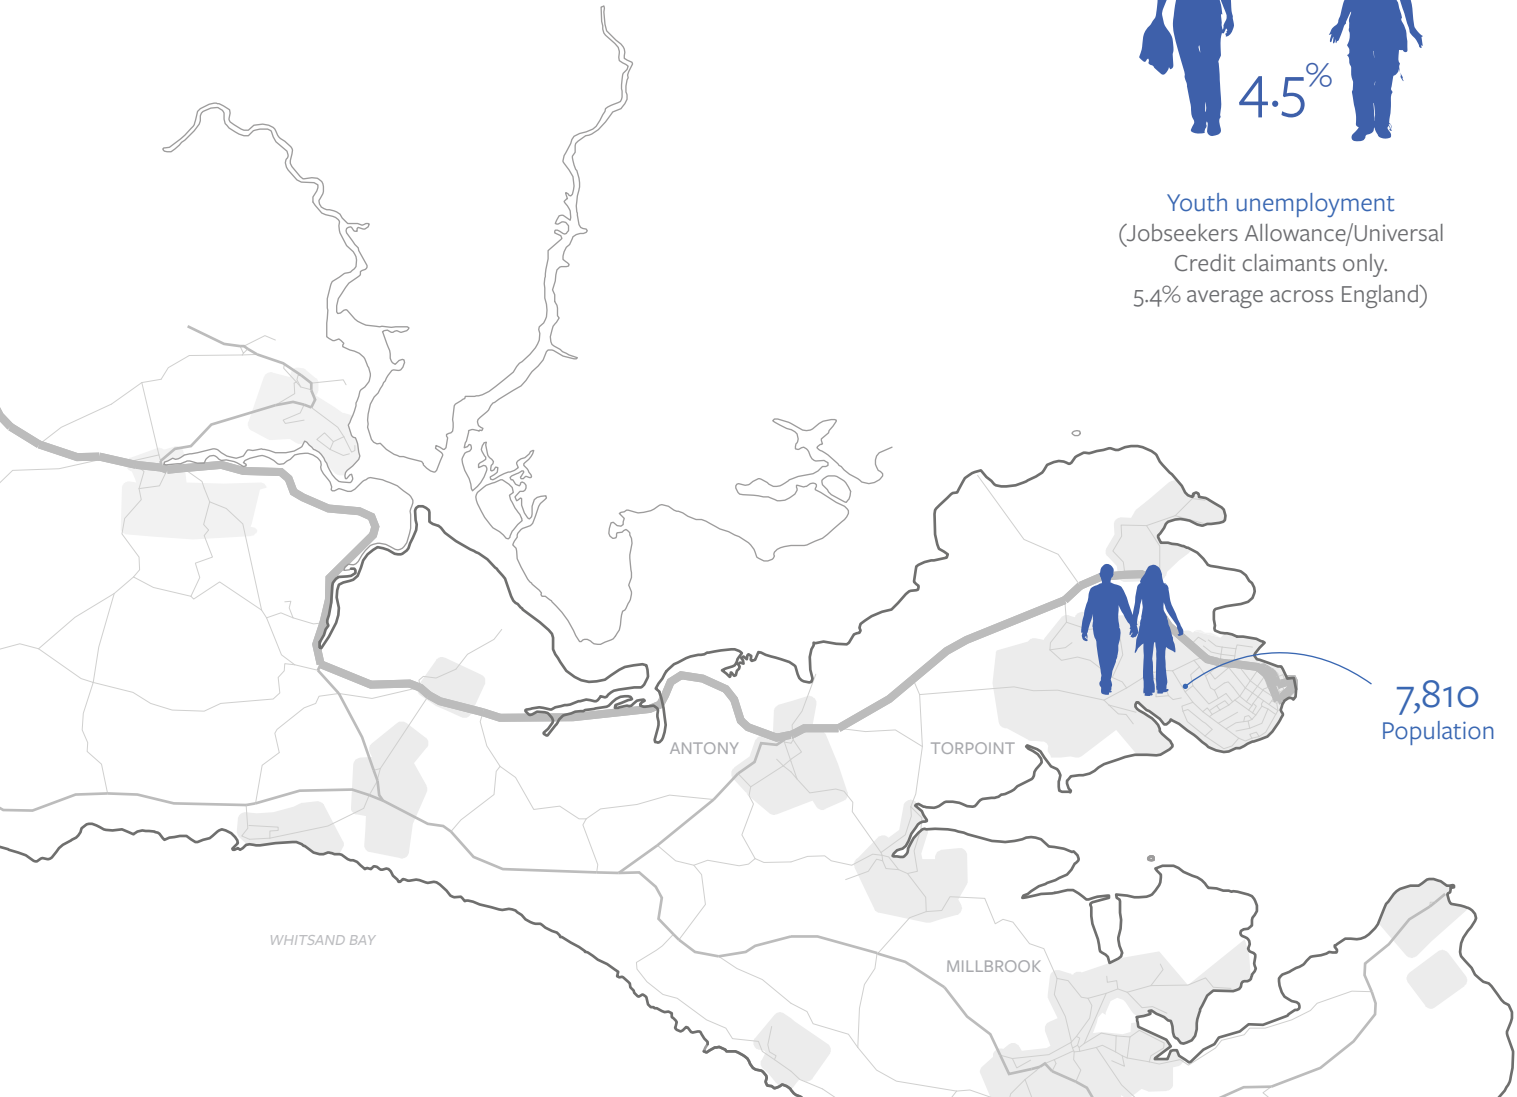 4.5%
Youth unemployment
(Jobseekers Allowance/Universal
Credit claimants only.
5.4% average across England)
7,810
Population
ANTONY
TORPOINT
WHITSAND BAY
MILLBROOK